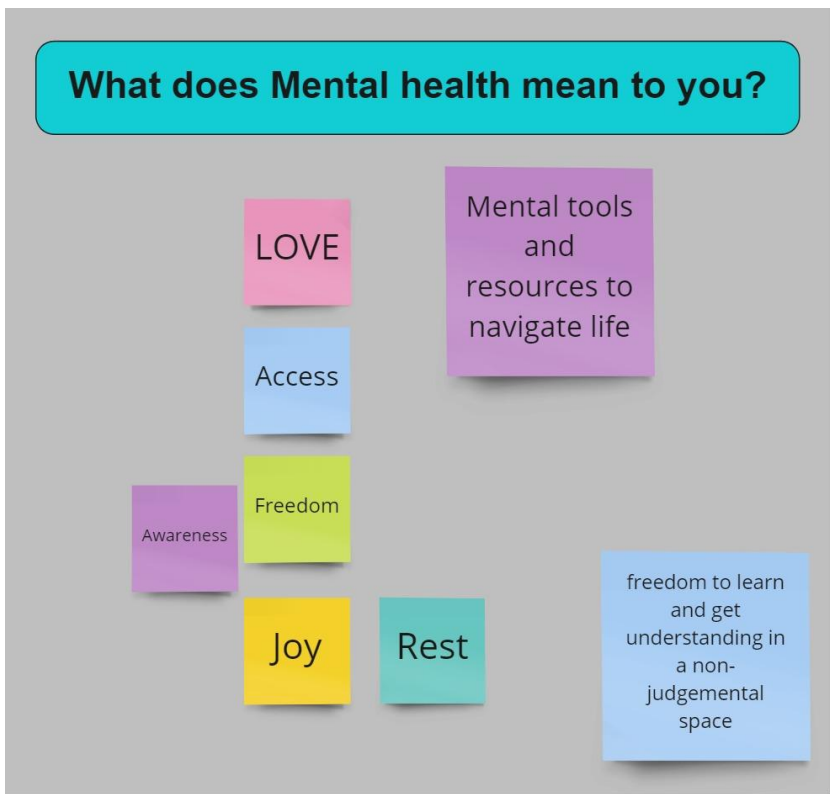 What does Mental health mean to you?
LOVE
Mental tools
and
resources to
navigate life
Access
Freedom
Awareness
Joy
Rest
freedom to learn
and get
understanding in
a non-
judgemental
space